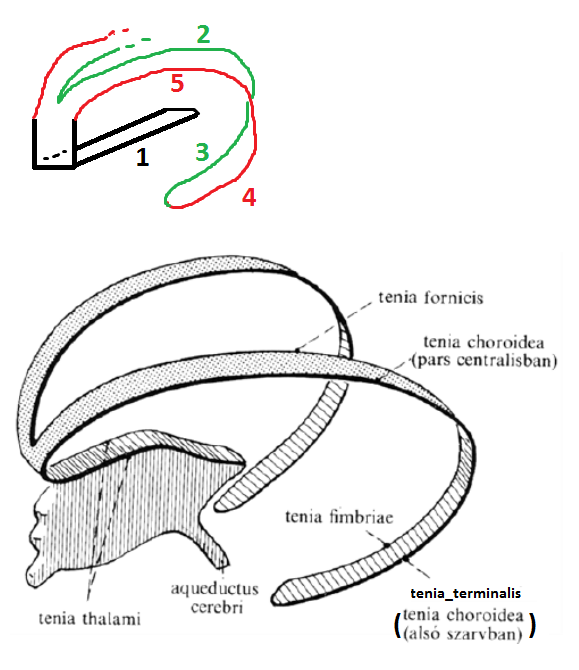 2
5
1
3
4
tenia fornicis
tenia choroidea
(pars centralisban)
tenia fimbriae
aqueductus
cerebri
tenia_terminalis
(tenia choroidea
(alsó szarvban) )
tenia thalami